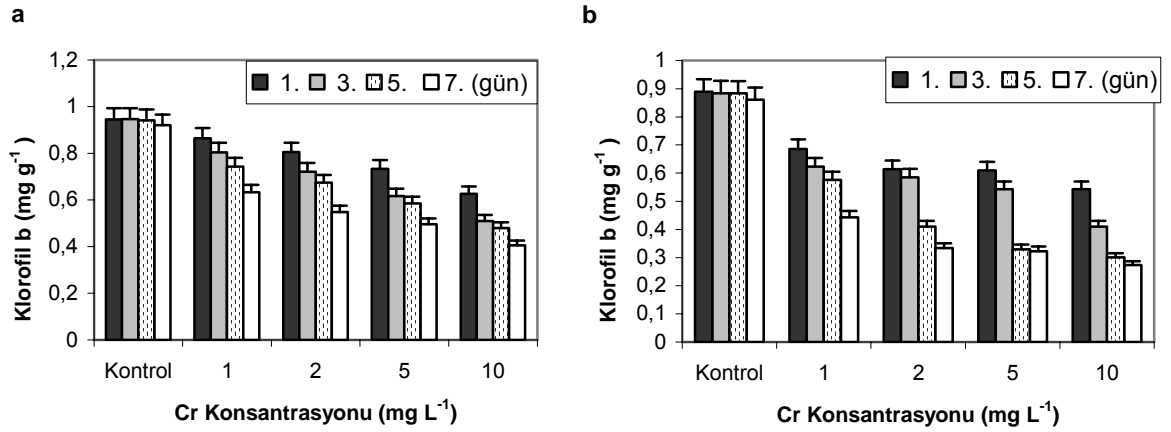 a
1,2
1
0,8
0,6
0,4
0,2
0
Klorofil b (mg g⁻¹)
1. 3. 5. 7. (gün)
Kontrol 1 2 5 10
Cr Konsantrasyonu (mg L⁻¹)
b
1
0,9
0,8
0,7
0,6
0,5
0,4
0,3
0,2
0,1
0
Klorofil b (mg g⁻¹)
1. 3. 5. 7. (gün)
Kontrol 1 2 5 10
Cr Konsantrasyonu (mg L⁻¹)